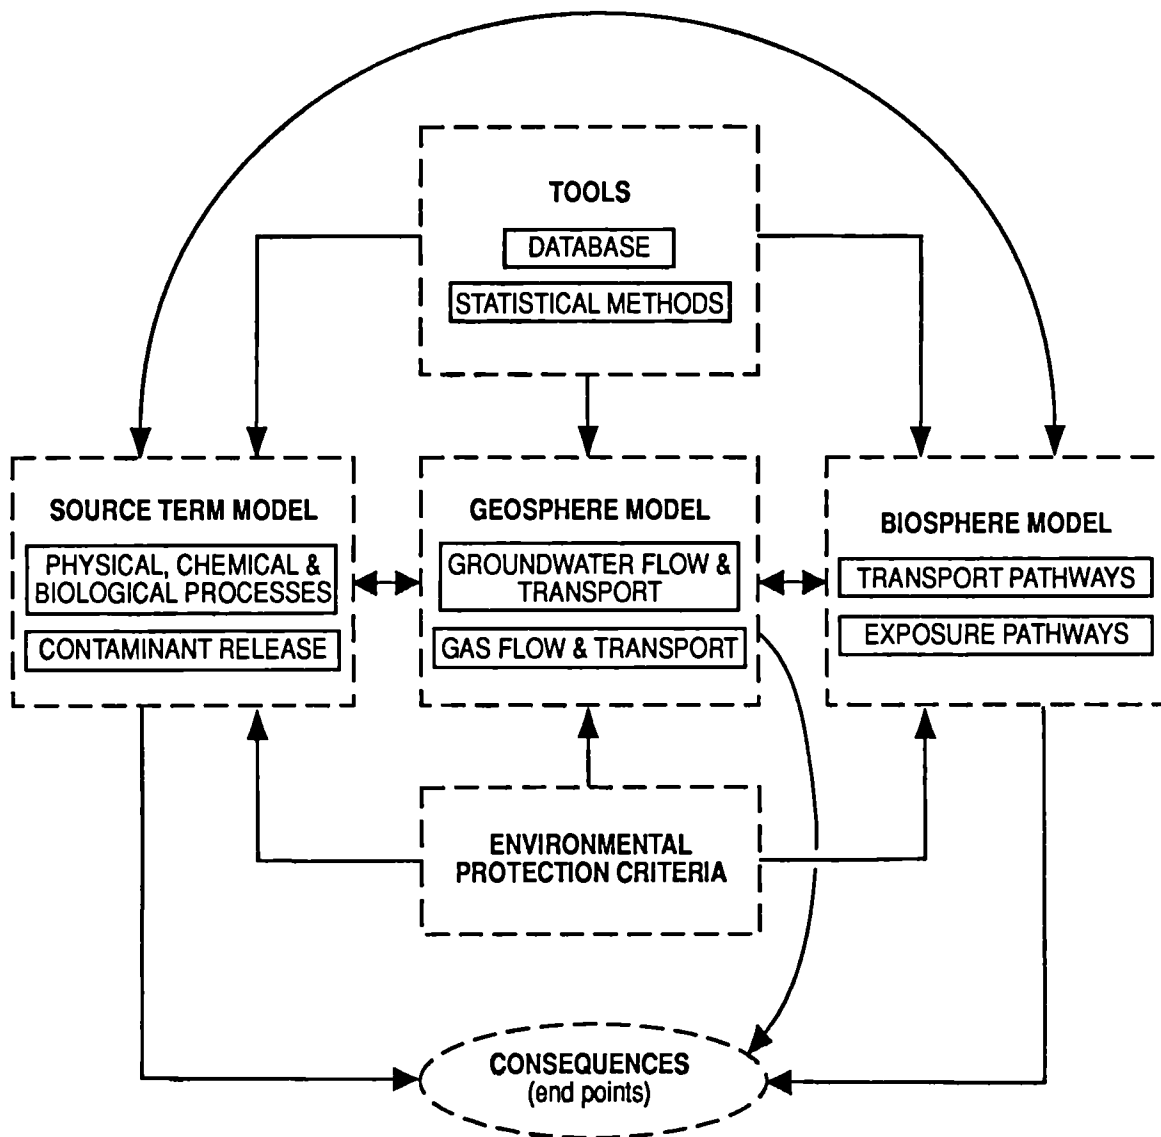 TOOLS
DATABASE
STATISTICAL METHODS
SOURCE TERM MODEL
PHYSICAL, CHEMICAL &
BIOLOGICAL PROCESSES
CONTAMINANT RELEASE
GEOSPHERE MODEL
GROUNDWATER FLOW &
TRANSPORT
GAS FLOW & TRANSPORT
BIOSPHERE MODEL
TRANSPORT PATHWAYS
EXPOSURE PATHWAYS
ENVIRONMENTAL
PROTECTION CRITERIA
CONSEQUENCES
(end points)